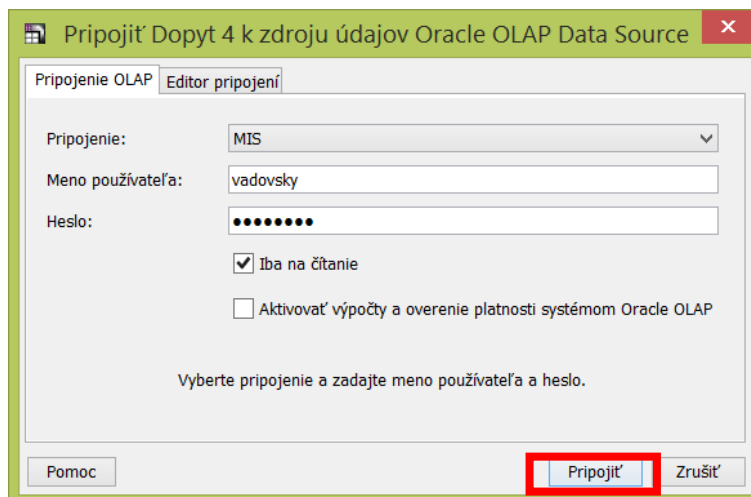 Pripojiť Dopyt 4 k zdroju údajov Oracle OLAP Data Source
Pripojenie OLAP Editor pripojení
Pripojenie: MIS
Meno používateľa: vadovsky
Heslo: ●●●●●●●●
Iba na čítanie
Aktivovať výpočty a overenie platnosti systémom Oracle OLAP
Vyberte pripojenie a zadajte meno používateľa a heslo.
Pomoc Pripojiť Zrušiť